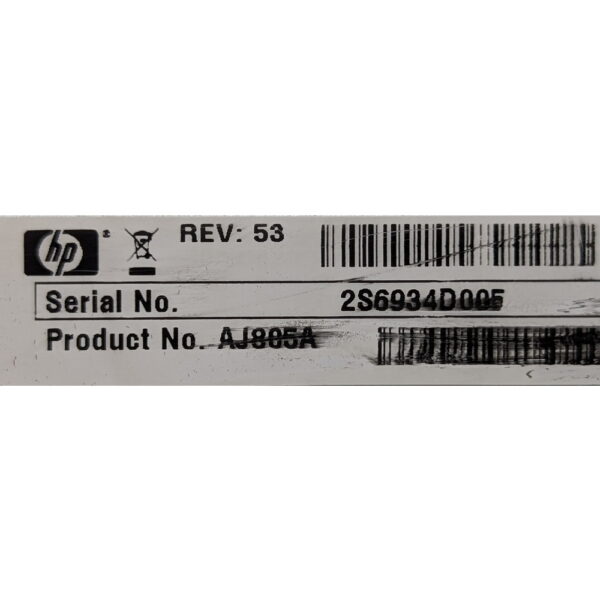 hp ® REV: 53
Serial No. 2S6934D005
Product No. AJ805A